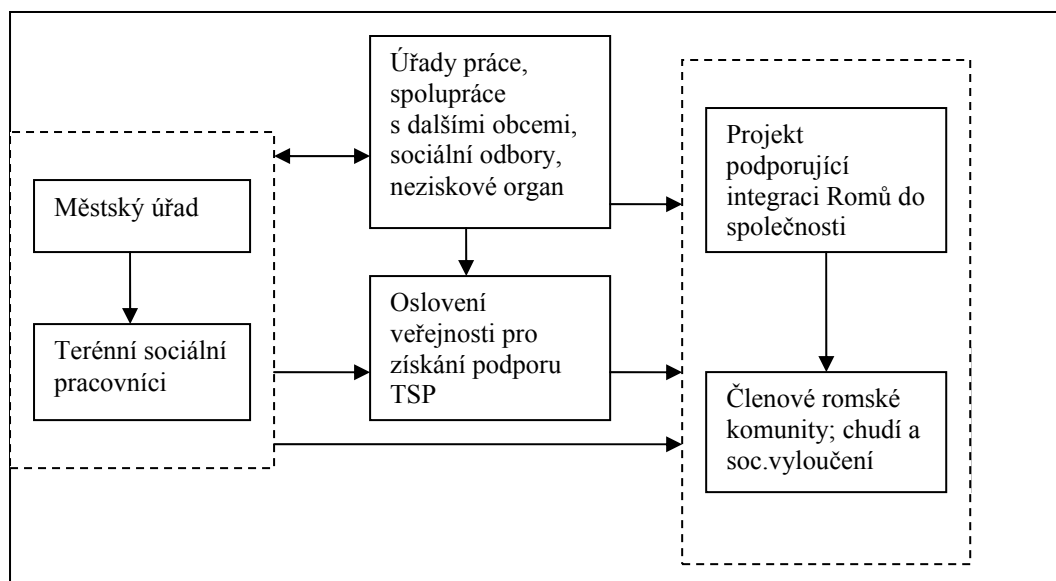 Úřady práce,
spolupráce
s dalšími obcemi,
sociální odbory,
neziskové organ
Projekt
podporující
integraci Romů do
společnosti
Městský úřad
Oslovení
veřejnosti pro
získání podporu
TSP
Terénní sociální
pracovníci
Členové romské
komunity; chudí a
soc.vyloučení